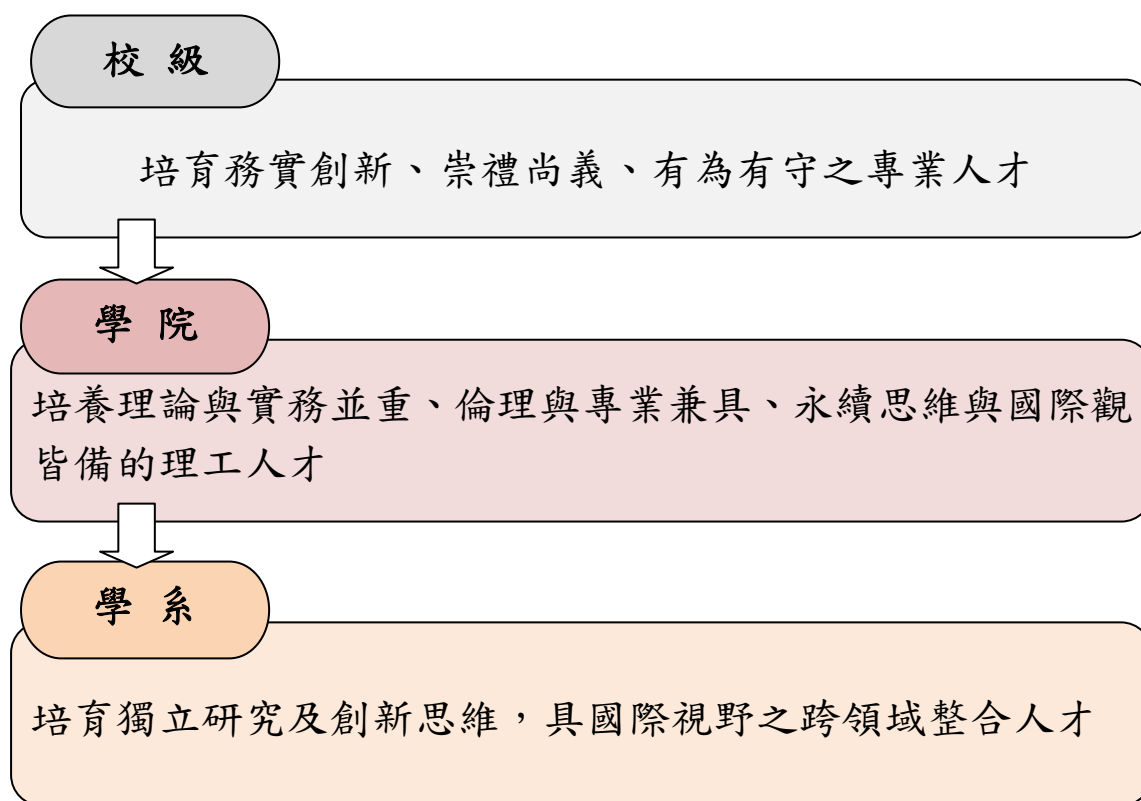 校 級
培育務實創新、崇禮尚義、有為有守之專業人才
學 院
培養理論與實務並重、倫理與專業兼具、永續思維與國際觀
皆備的理工人才
學 系
培育獨立研究及創新思維，具國際視野之跨領域整合人才